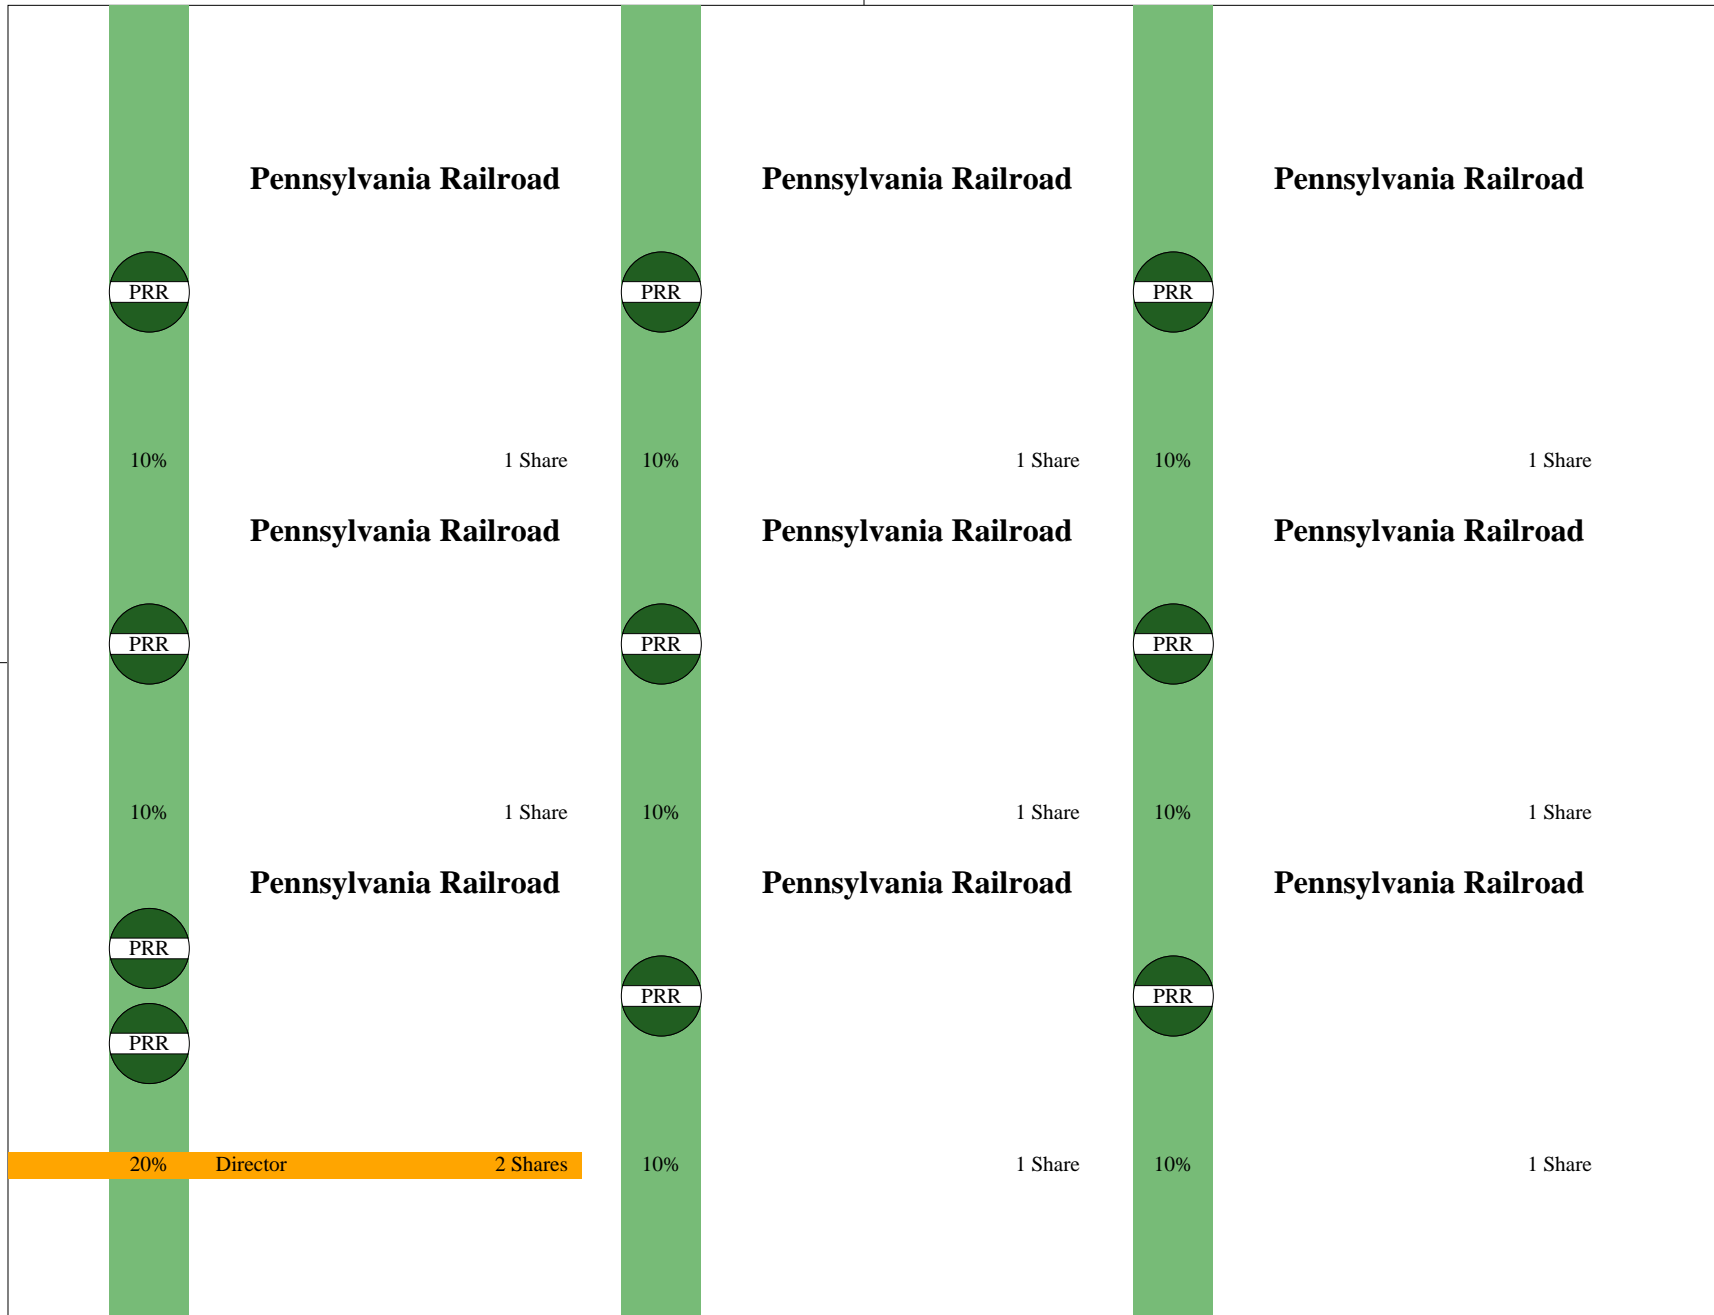 Pennsylvania Railroad Pennsylvania Railroad Pennsylvania Railroad
PRR PRR PRR
10% 1 Share 10% 1 Share 10% 1 Share
Pennsylvania Railroad Pennsylvania Railroad Pennsylvania Railroad
PRR PRR PRR
10% 1 Share 10% 1 Share 10% 1 Share
Pennsylvania Railroad Pennsylvania Railroad Pennsylvania Railroad
PRR
PRR PRR
PRR
20% Director 2 Shares 10% 1 Share 10% 1 Share